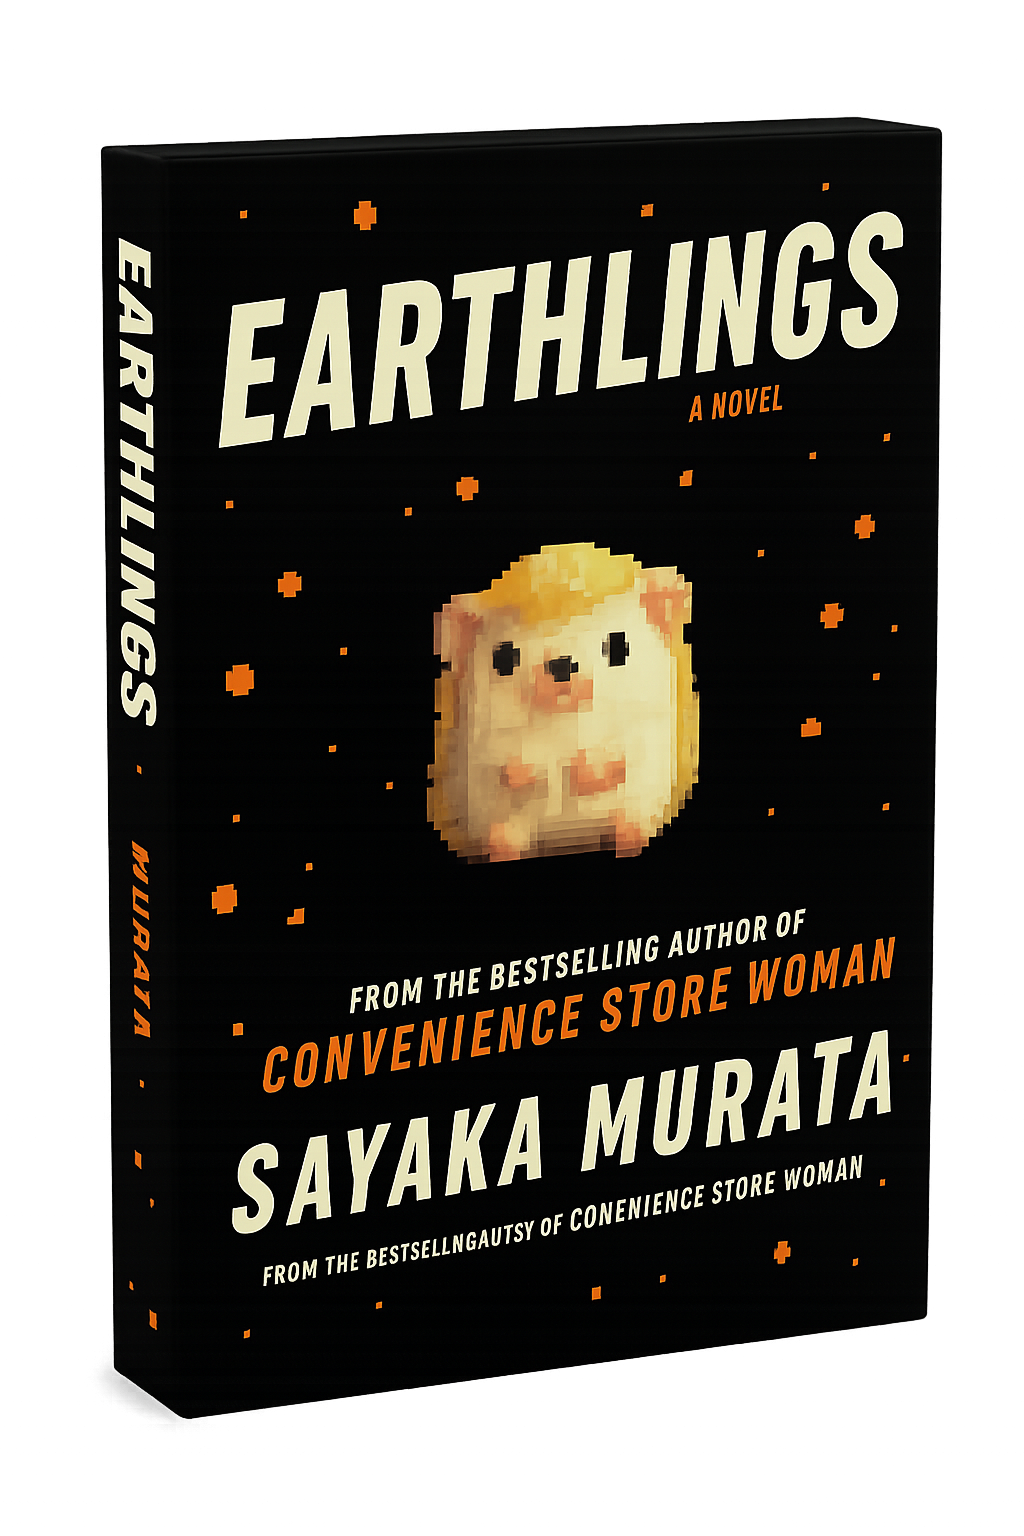 EARTHLINGS
A NOVEL
FROM THE BESTSELLING AUTHOR OF
CONVENIENCE STORE WOMAN
SAYAKA MURATA
FROM THE BESTSELLNGAUTSY OF CONENIENCE STORE WOMAN
EARTHLINGS
MURATA